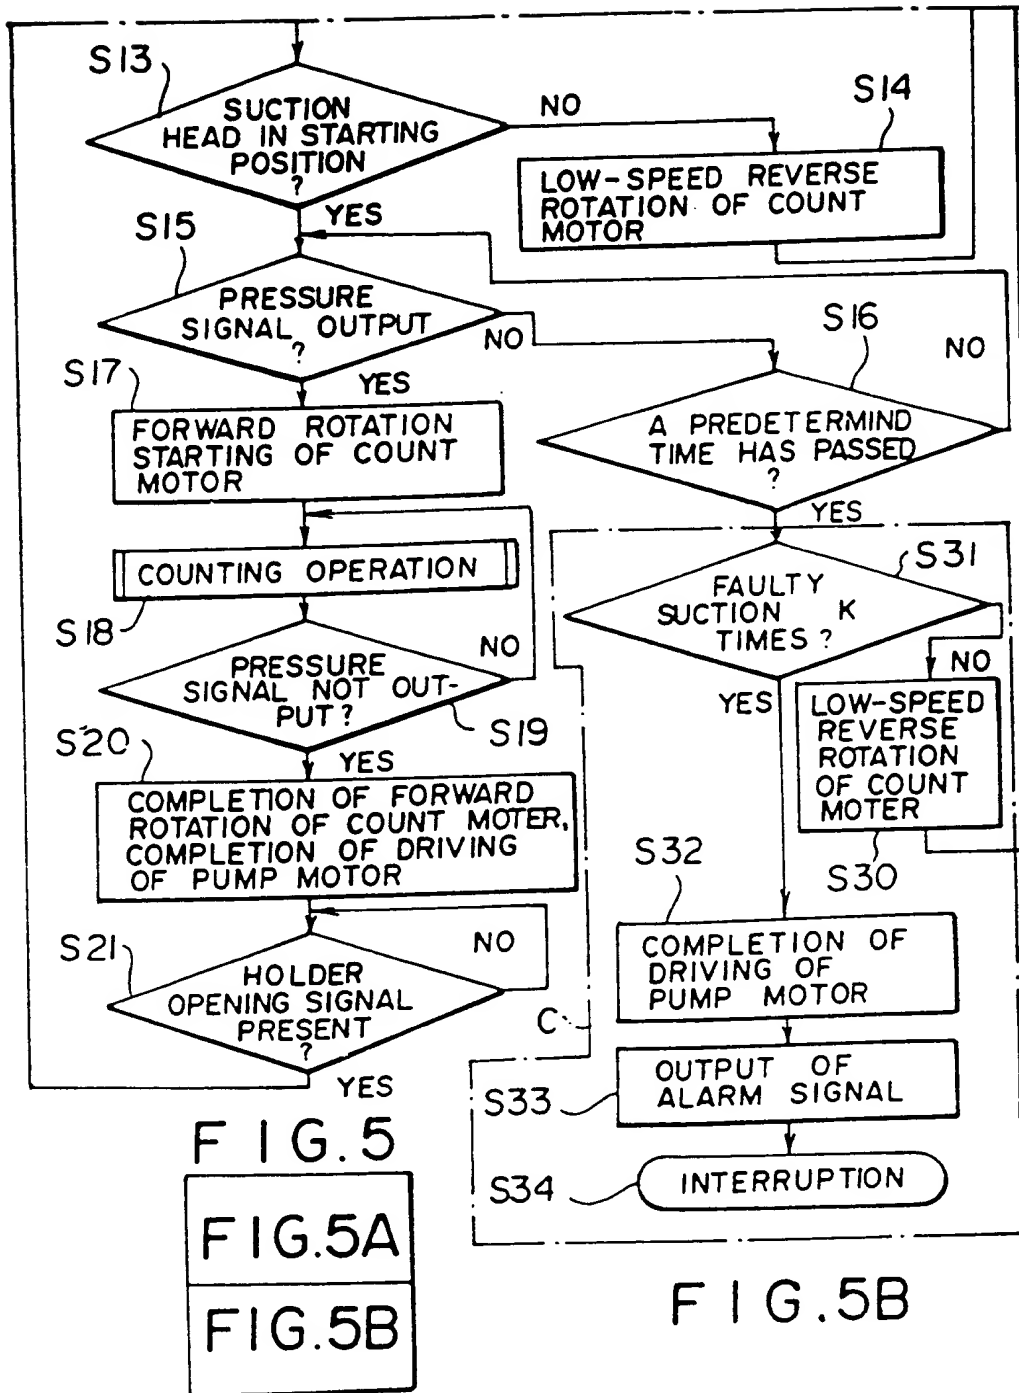 S13
SUCTION
HEAD IN STARTING
POSITION
?
NO
S14
LOW-SPEED REVERSE
ROTATION OF COUNT
MOTOR
YES
S15
PRESSURE
SIGNAL OUTPUT
?
NO
S16
NO
A PREDETERMIND
TIME HAS PASSED
?
YES
S17
YES
FORWARD ROTATION
STARTING OF COUNT
MOTOR
COUNTING OPERATION
S18
PRESSURE
SIGNAL NOT OUT-
PUT?
NO
S19
YES
S31
FAULTY
SUCTION K
TIMES?
NO
YES
LOW-SPEED
REVERSE
ROTATION
OF COUNT
MOTER
S30
S20
COMPLETION OF FORWARD
ROTATION OF COUNT MOTER,
COMPLETION OF DRIVING
OF PUMP MOTOR
S21
NO
HOLDER
OPENING SIGNAL
PRESENT
?
YES
S32
COMPLETION OF
DRIVING OF
PUMP MOTOR
C
S33
OUTPUT OF
ALARM SIGNAL
S34
INTERRUPTION
FIG.5
FIG.5A
FIG.5B
FIG.5B